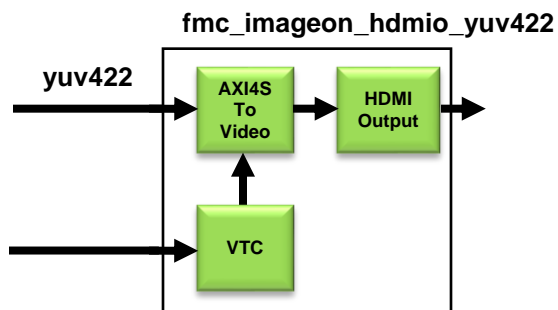 fmc_imageon_hdmio_yuv422
yuv422
AXI4S
To
Video
HDMI
Output
VTC